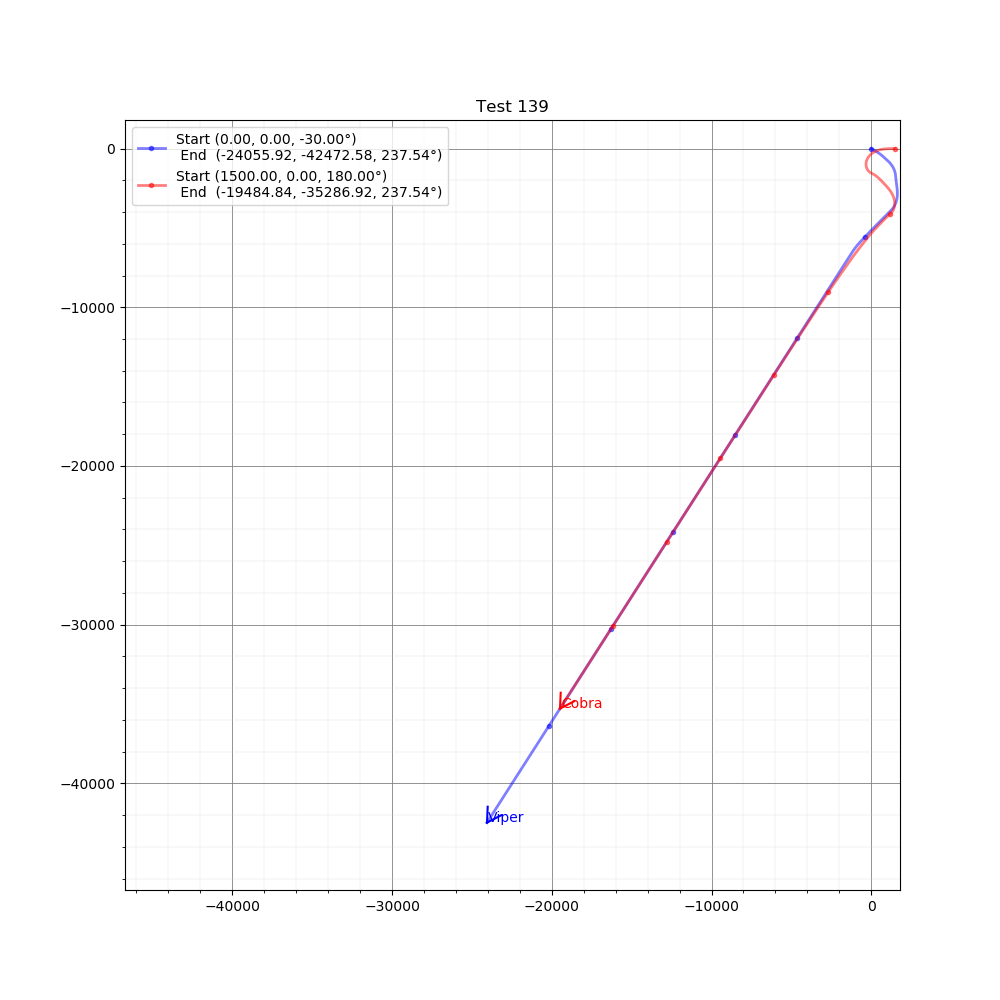 Test 139
Start (0.00, 0.00, -30.00°)
End (-24055.92, -42472.58, 237.54°)
Start (1500.00, 0.00, 180.00°)
End (-19484.84, -35286.92, 237.54°)
0
−10000
−20000
−30000
−40000
Cobra
Viper
−40000
−30000
−20000
−10000
0